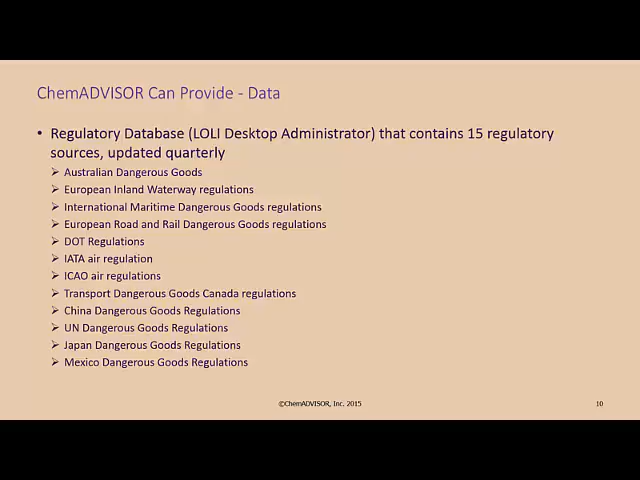 ChemADVISOR Can Provide - Data
• Regulatory Database (LOLI Desktop Administrator) that contains 15 regulatory
sources, updated quarterly
➢ Australian Dangerous Goods
➢ European Inland Waterway regulations
➢ International Maritime Dangerous Goods regulations
➢ European Road and Rail Dangerous Goods regulations
➢ DOT Regulations
➢ IATA air regulation
➢ ICAO air regulations
➢ Transport Dangerous Goods Canada regulations
➢ China Dangerous Goods Regulations
➢ UN Dangerous Goods Regulations
➢ Japan Dangerous Goods Regulations
➢ Mexico Dangerous Goods Regulations
©ChemADVISOR, Inc. 2015
10